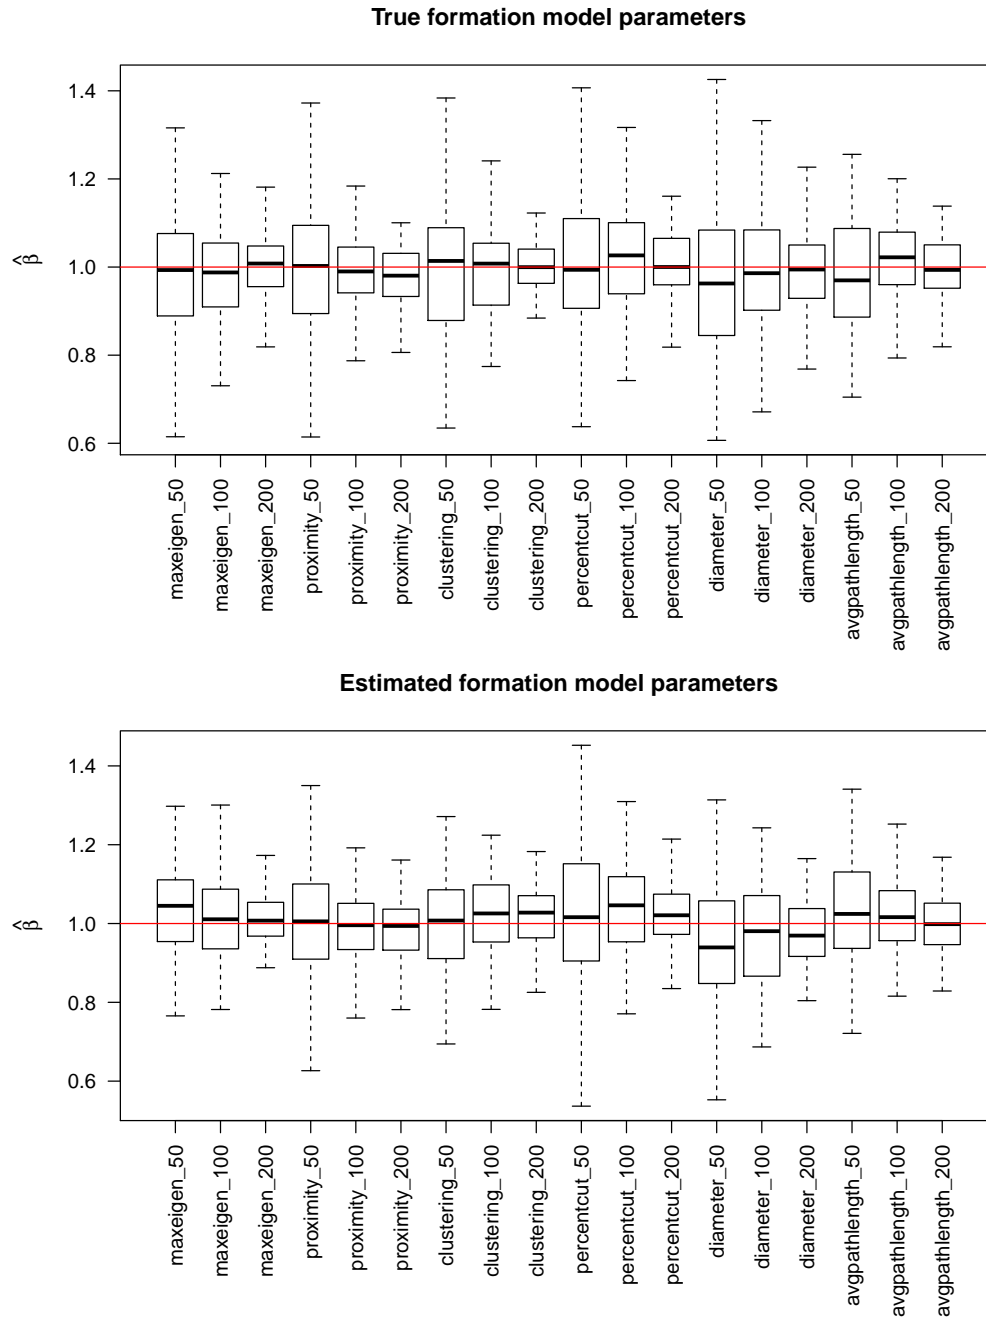 True formation model parameters
β̂
1.4
1.2
1.0
0.8
0.6
maxeigen_50
maxeigen_100
maxeigen_200
proximity_50
proximity_100
proximity_200
clustering_50
clustering_100
clustering_200
percentcut_50
percentcut_100
percentcut_200
diameter_50
diameter_100
diameter_200
avgpathlength_50
avgpathlength_100
avgpathlength_200
Estimated formation model parameters
β̂
1.4
1.2
1.0
0.8
0.6
maxeigen_50
maxeigen_100
maxeigen_200
proximity_50
proximity_100
proximity_200
clustering_50
clustering_100
clustering_200
percentcut_50
percentcut_100
percentcut_200
diameter_50
diameter_100
diameter_200
avgpathlength_50
avgpathlength_100
avgpathlength_200